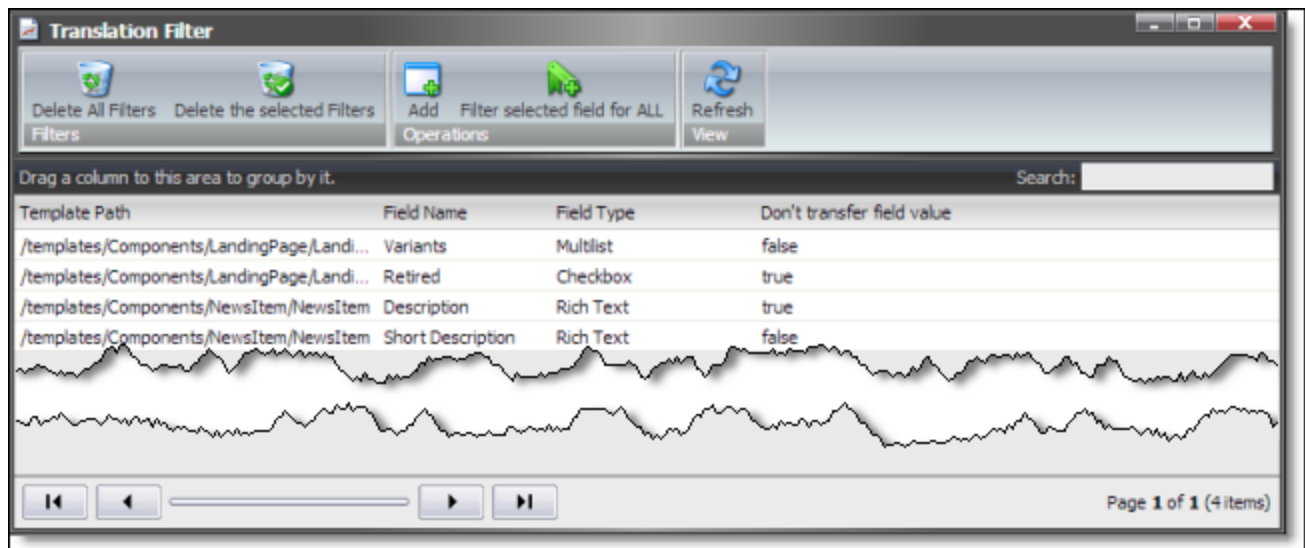 Translation Filter
Delete All Filters Delete the selected Filters Add Filter selected field for ALL Refresh
Filters Operations View
Drag a column to this area to group by it. Search:
Template Path Field Name Field Type Don't transfer field value
/templates/Components/LandingPage/Landi... Variants Multilist false
/templates/Components/LandingPage/Landi... Retired Checkbox true
/templates/Components/NewsItem/NewsItem Description Rich Text true
/templates/Components/NewsItem/NewsItem Short Description Rich Text false
Page 1 of 1 (4 items)